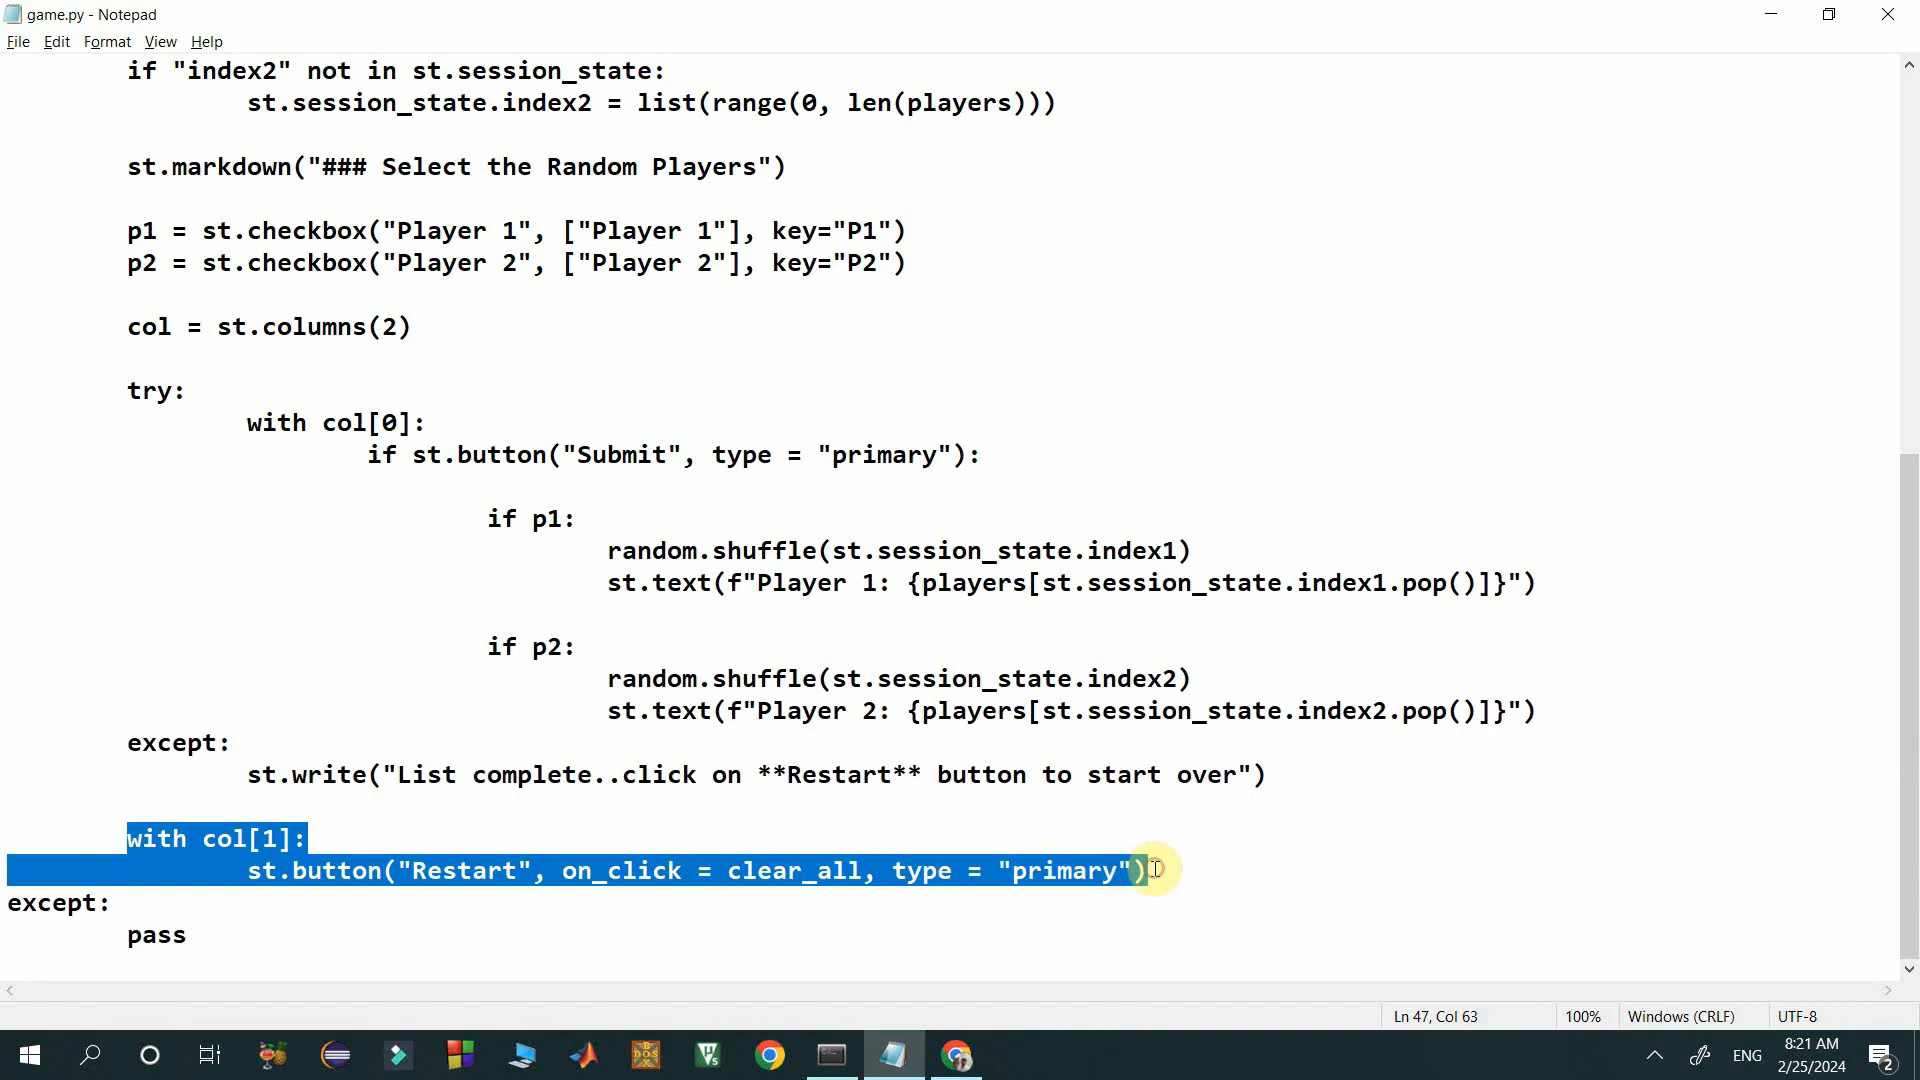 game.py - Notepad
File Edit Format View Help
if "index2" not in st.session_state:
st.session_state.index2 = list(range(0, len(players)))
st.markdown("### Select the Random Players")
p1 = st.checkbox("Player 1", ["Player 1"], key="P1")
p2 = st.checkbox("Player 2", ["Player 2"], key="P2")
col = st.columns(2)
try:
with col[0]:
if st.button("Submit", type = "primary"):
if p1:
random.shuffle(st.session_state.index1)
st.text(f"Player 1: {players[st.session_state.index1.pop()]}")
if p2:
random.shuffle(st.session_state.index2)
st.text(f"Player 2: {players[st.session_state.index2.pop()]}")
except:
st.write("List complete..click on **Restart** button to start over")
with col[1]:
st.button("Restart", on_click = clear_all, type = "primary")
except:
pass
Ln 47, Col 63 100% Windows (CRLF) UTF-8
ENG
8:21 AM
2/25/2024
2